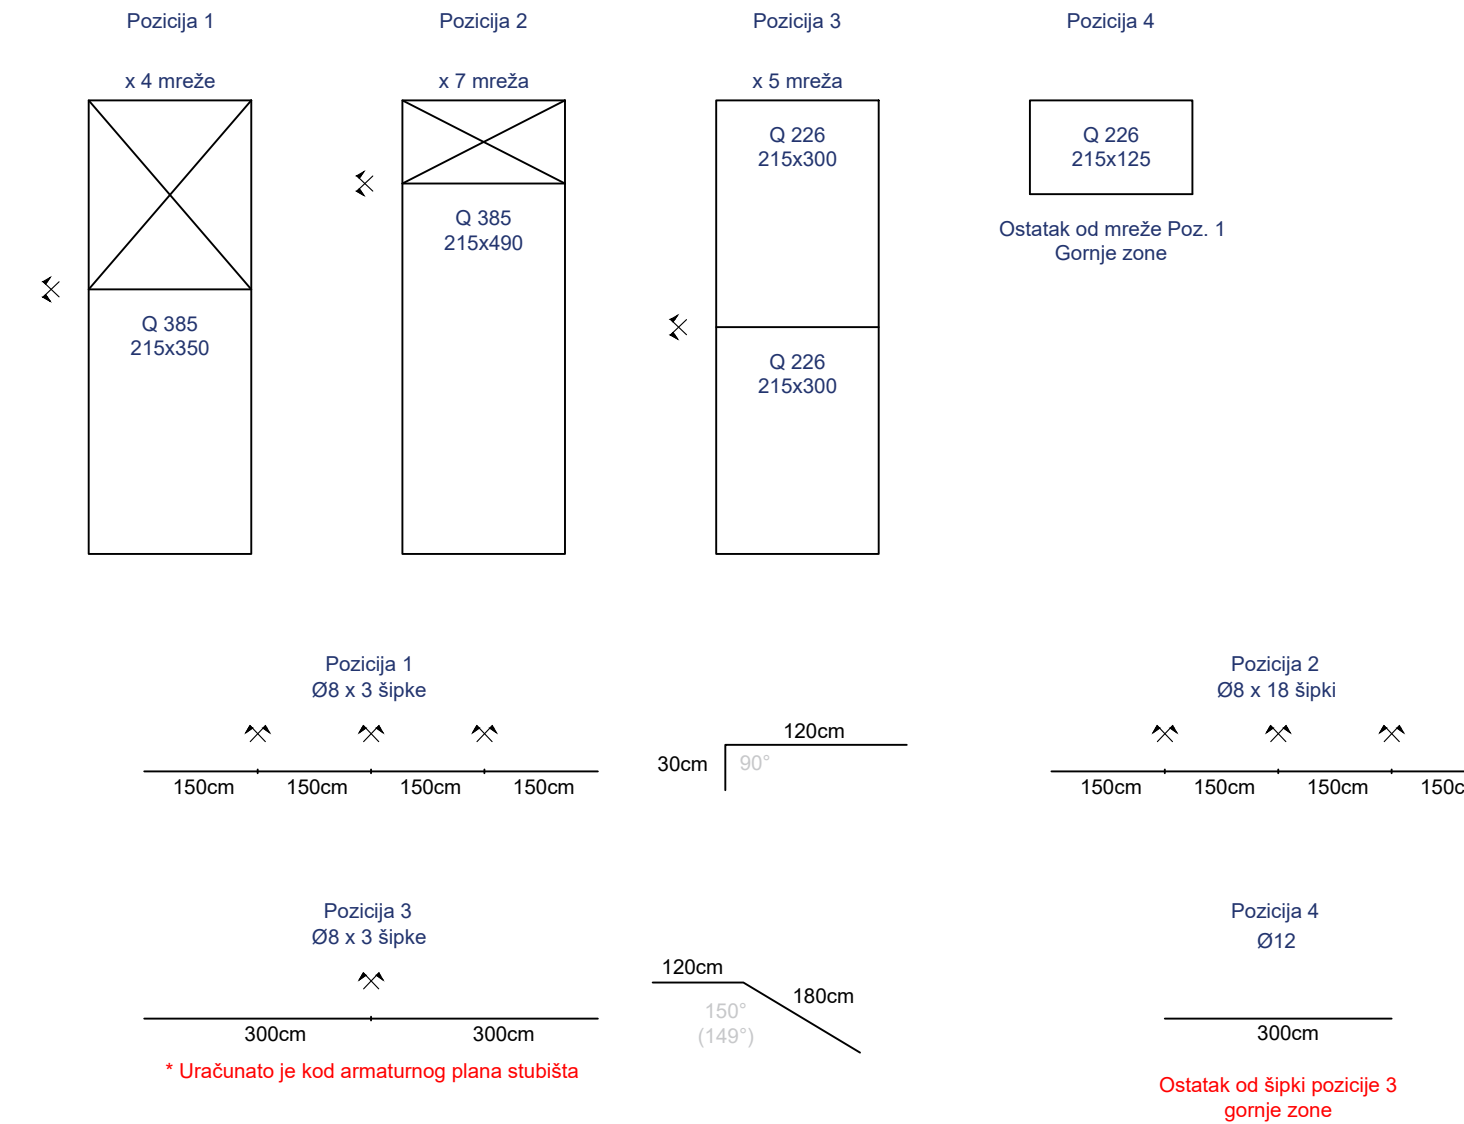 Pozicija 1
Pozicija 2
Pozicija 3
Pozicija 4
x 4 mreže
x 7 mreža
x 5 mreža
Q 385
215x350
Q 385
215x490
Q 226
215x300
Q 226
215x300
Q 226
215x125
Ostatak od mreže Poz. 1
Gornje zone
Pozicija 1
Ø8 x 3 šipke
150cm
150cm
150cm
150cm
120cm
30cm
90°
Pozicija 2
Ø8 x 18 šipki
150cm
150cm
150cm
150c
Pozicija 3
Ø8 x 3 šipke
300cm
300cm
* Uračunato je kod armaturnog plana stubišta
120cm
180cm
150°
(149°)
Pozicija 4
Ø12
300cm
Ostatak od šipki pozicije 3
gornje zone